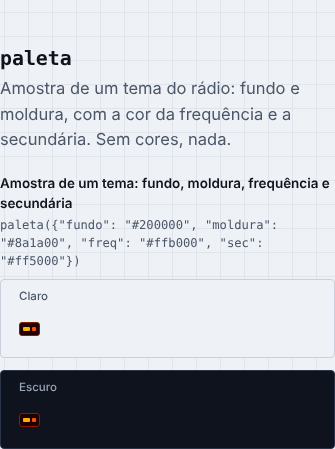 paleta
Amostra de um tema do rádio: fundo e
moldura, com a cor da frequência e a
secundária. Sem cores, nada.
Amostra de um tema: fundo, moldura, frequência e
secundária
paleta({"fundo": "#200000", "moldura":
"#8a1a00", "freq": "#ffb000", "sec":
"#ff5000"})
Claro
Escuro